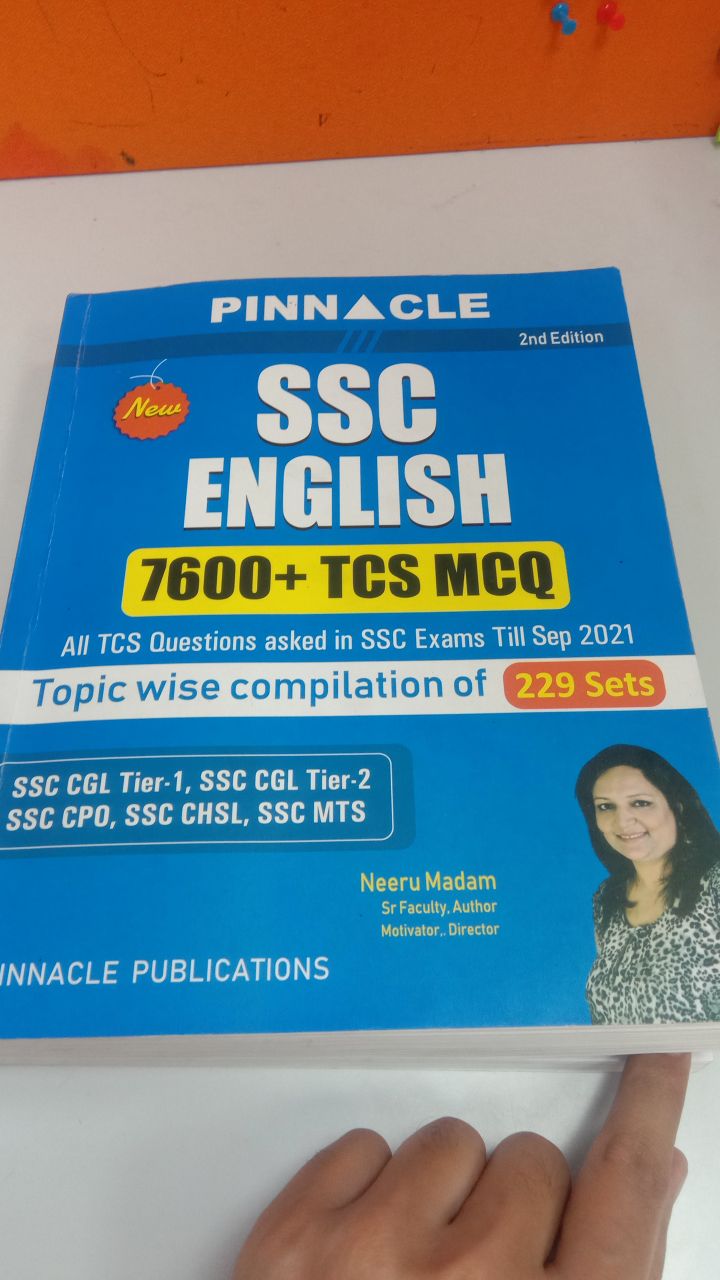 PINNACLE
2nd Edition
New
SSC
ENGLISH
7600+ TCS MCQ
All TCS Questions asked in SSC Exams Till Sep 2021
Topic wise compilation of 229 Sets
SSC CGL Tier-1, SSC CGL Tier-2
SSC CPO, SSC CHSL, SSC MTS
Neeru Madam
Sr Faculty, Author
Motivator,. Director
INNACLE PUBLICATIONS